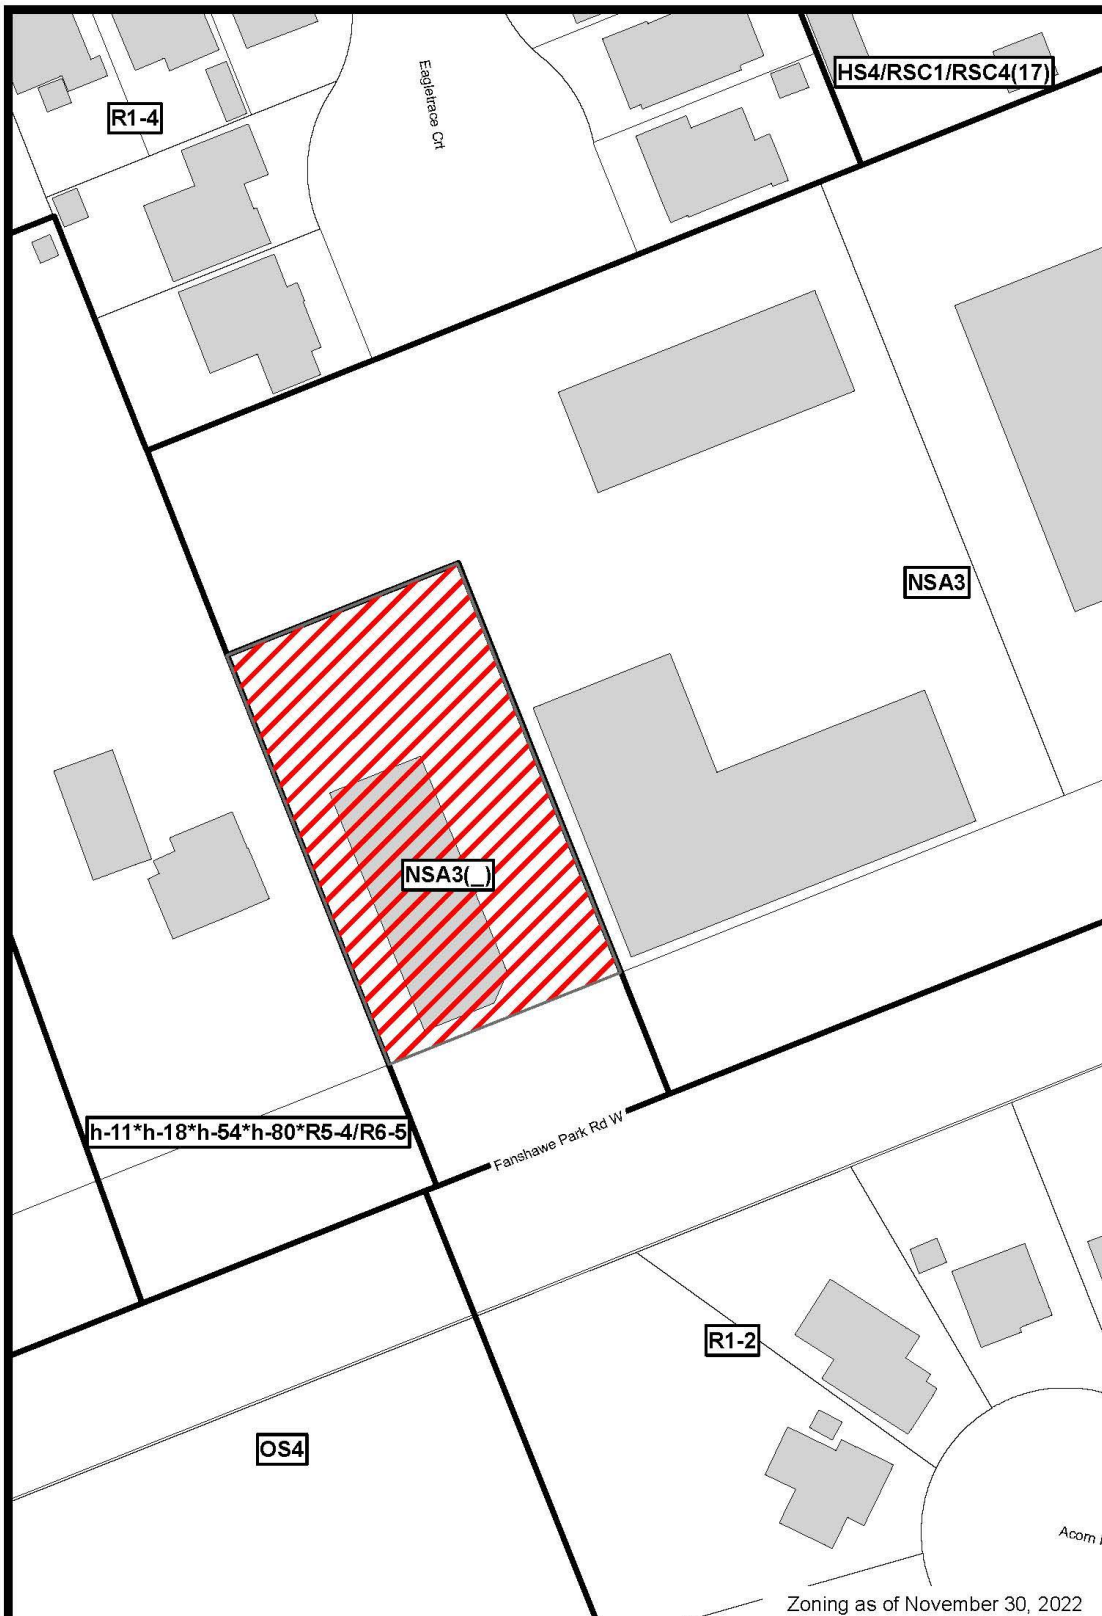 HS4/RSC1/RSC4(17)
Eagletrace Crt
R1-4
NSA3
NSA3(_)
h-11*h-18*h-54*h-80*R5-4/R6-5
Fanshawe Park Rd W
R1-2
OS4
Acorn
Zoning as of November 30, 2022